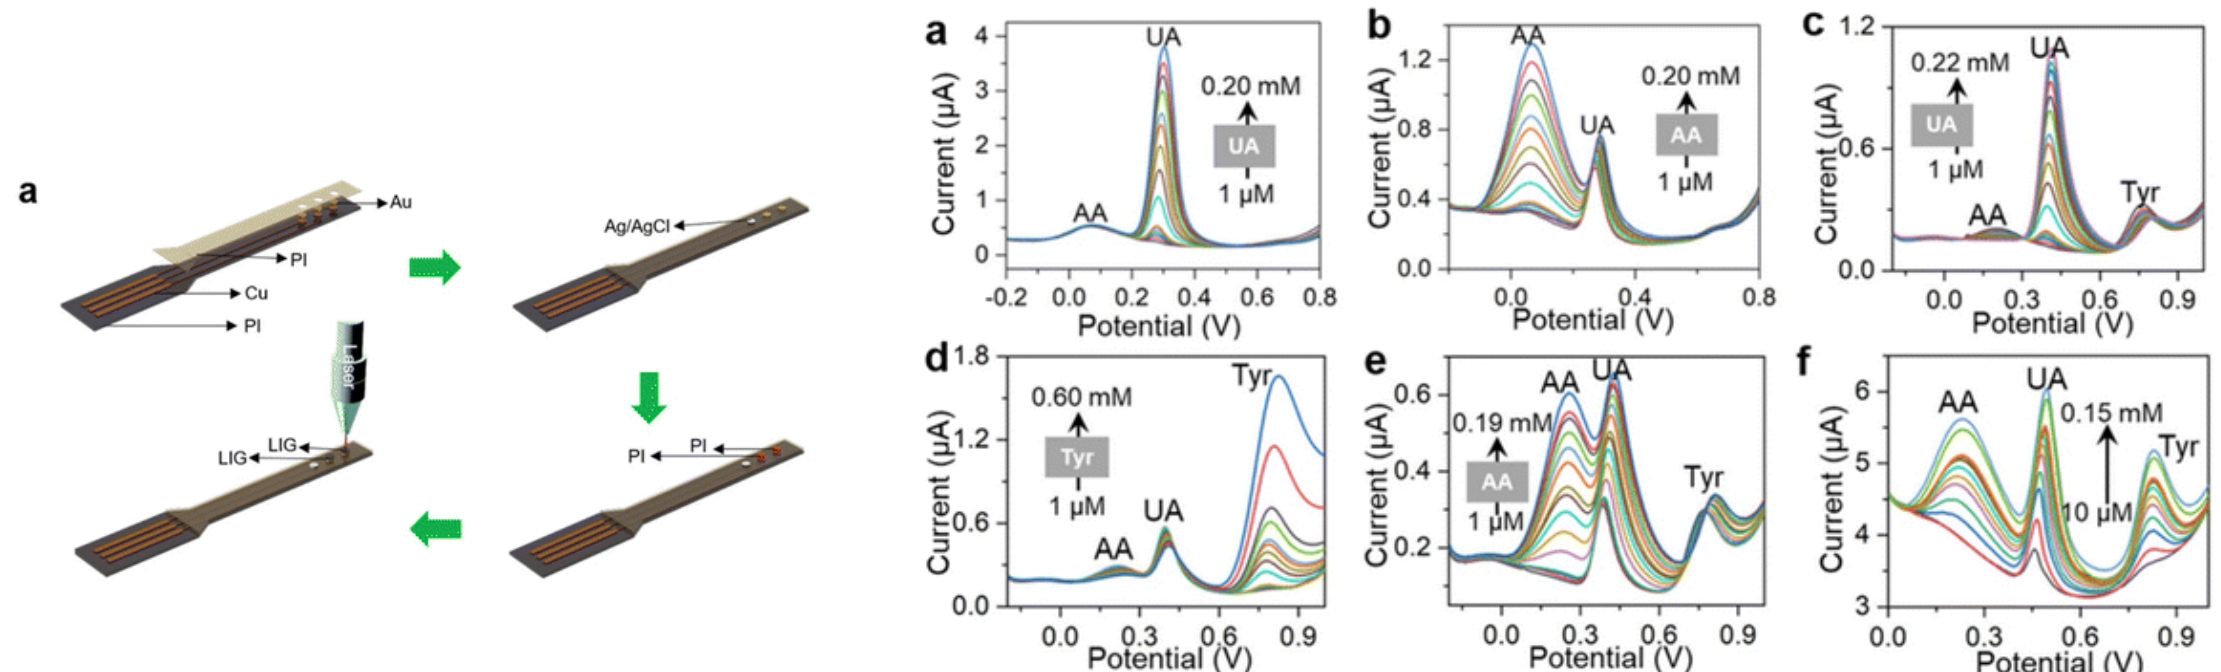 a
Au
PI
Cu
PI
Ag/AgCl
PI
PI
Laser
LIG
LIG
a
4
3
2
1
0
Current (µA)
UA
AA
0.20 mM
UA
1 µM
-0.2 0.0 0.2 0.4 0.6 0.8
Potential (V)
b
1.2
0.8
0.4
0.0
Current (µA)
AA
UA
0.20 mM
AA
1 µM
0.0 0.4 0.8
Potential (V)
c
1.2
0.6
0.0
Current (µA)
0.22 mM
UA
1 µM
UA
AA
Tyr
0.0 0.3 0.6 0.9
Potential (V)
d
1.8
1.2
0.6
0.0
Current (µA)
0.60 mM
Tyr
1 µM
AA
UA
Tyr
0.0 0.3 0.6 0.9
Potential (V)
e
0.6
0.4
0.2
Current (µA)
AA
UA
0.19 mM
AA
1 µM
Tyr
0.0 0.3 0.6 0.9
Potential (V)
f
6
5
4
3
Current (µA)
AA
UA
0.15 mM
10 µM
Tyr
0.0 0.3 0.6 0.9
Potential (V)